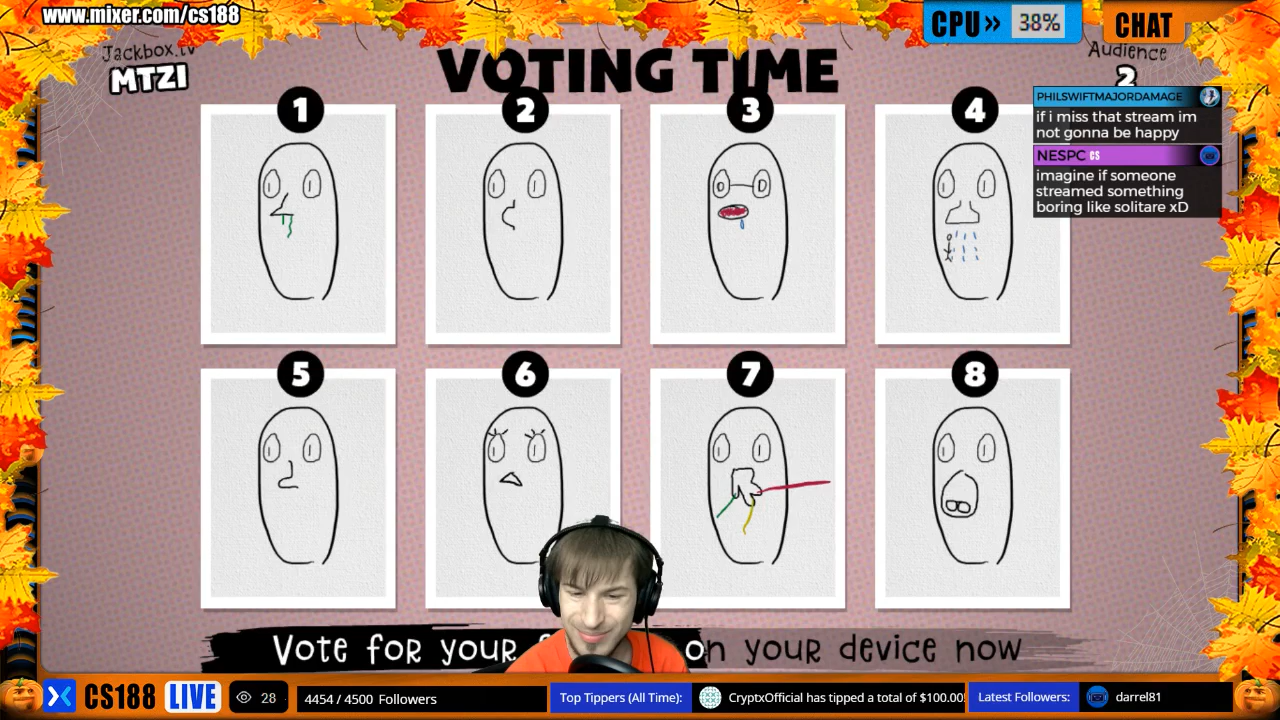 www.mixer.com/cs188
CPU >> 38%
CHAT
Jackbox.tv
MTZI
VOTING TIME
Audience
2
PHILSWIFTMAJORDAMAGE
if i miss that stream im
not gonna be happy
NESPC CS
imagine if someone
streamed something
boring like solitare xD
1
2
3
4
5
6
7
8
Vote for your
on your device now
CS188 LIVE
28
4454 / 4500 Followers
Top Tippers (All Time):
CryptxOfficial has tipped a total of $100.00
Latest Followers:
darrel81